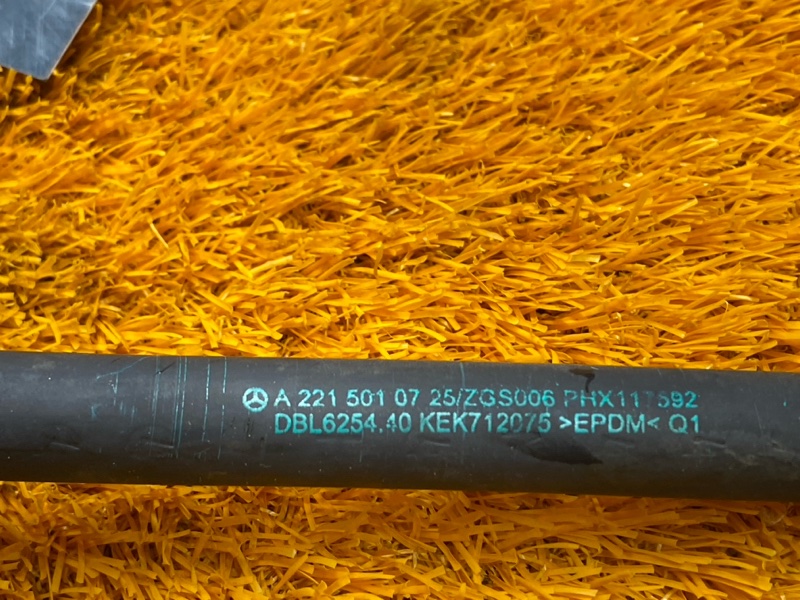 A 221 501 07 25/ZGS006 PHX117592
DBL6254.40 KEK712075 >EPDM< Q1